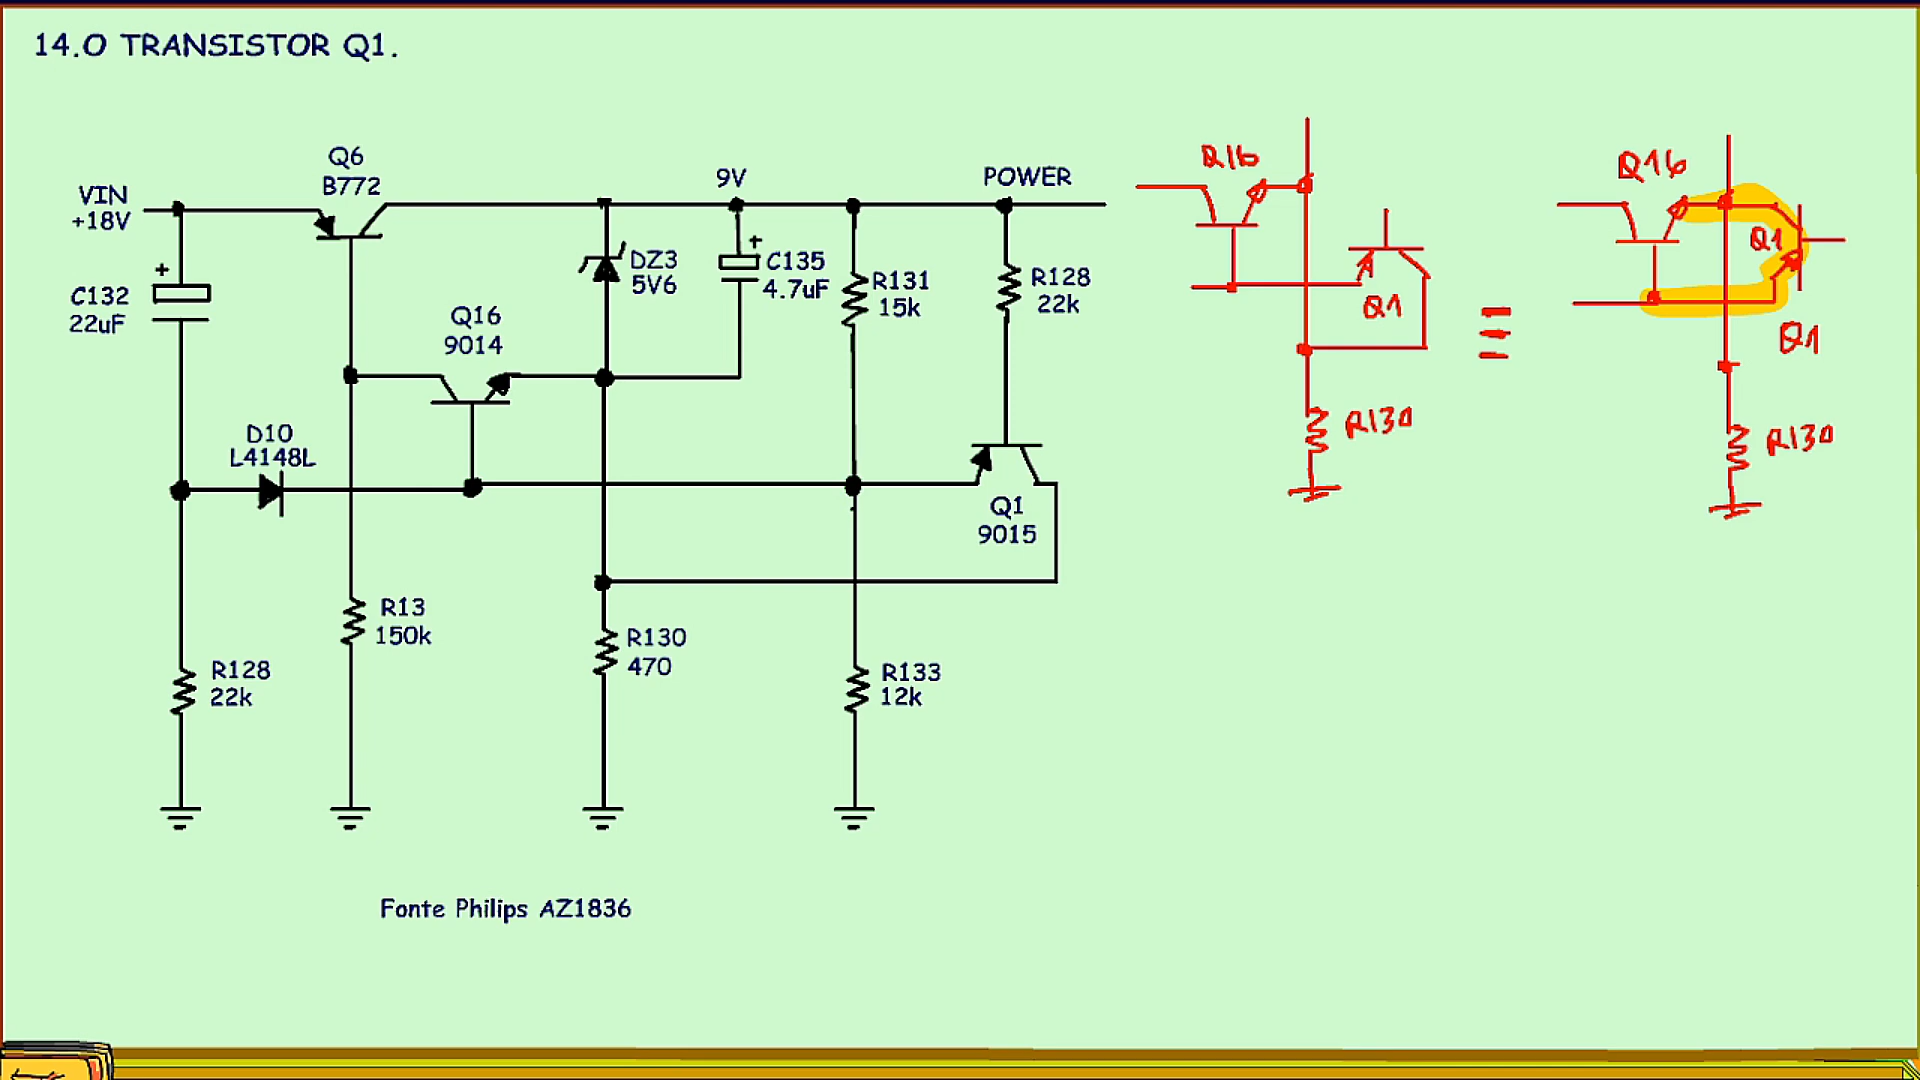 14.O TRANSISTOR Q1.
Q6
B772
VIN
+18V
9V
POWER
+
C132
22uF
DZ3
5V6
+
C135
4.7uF
R131
15k
R128
22k
Q16
9014
D10
L4148L
Q1
9015
R13
150k
R130
470
R128
22k
R133
12k
Fonte Philips AZ1836
Q16
Q1
R130
=
Q16
Q1
Q1
R130